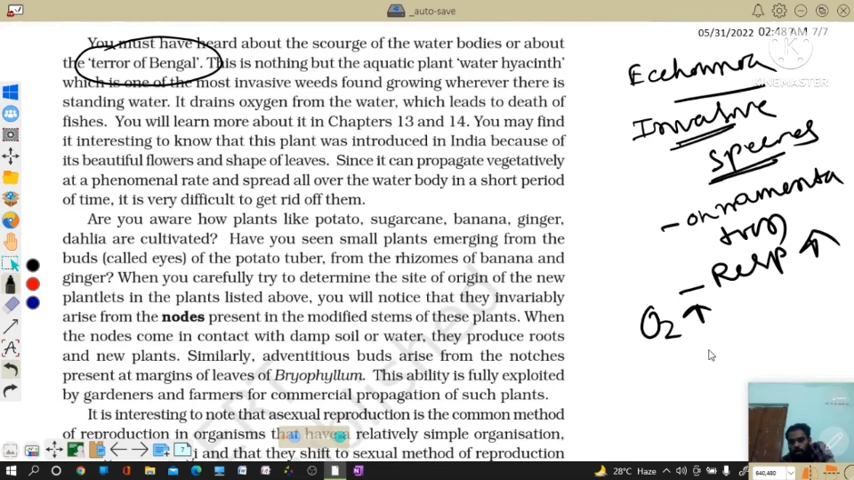 _auto-save
05/31/2022 02:48 AM 7/7
KINEMASTER
You must have heard about the scourge of the water bodies or about
the ‘terror of Bengal’. This is nothing but the aquatic plant ‘water hyacinth’
which is one of the most invasive weeds found growing wherever there is
standing water. It drains oxygen from the water, which leads to death of
fishes. You will learn more about it in Chapters 13 and 14. You may find
it interesting to know that this plant was introduced in India because of
its beautiful flowers and shape of leaves. Since it can propagate vegetatively
at a phenomenal rate and spread all over the water body in a short period
of time, it is very difficult to get rid off them.
Are you aware how plants like potato, sugarcane, banana, ginger,
dahlia are cultivated? Have you seen small plants emerging from the
buds (called eyes) of the potato tuber, from the rhizomes of banana and
ginger? When you carefully try to determine the site of origin of the new
plantlets in the plants listed above, you will notice that they invariably
arise from the nodes present in the modified stems of these plants. When
the nodes come in contact with damp soil or water, they produce roots
and new plants. Similarly, adventitious buds arise from the notches
present at margins of leaves of Bryophyllum. This ability is fully exploited
by gardeners and farmers for commercial propagation of such plants.
It is interesting to note that asexual reproduction is the common method
of reproduction in organisms that have a relatively simple organisation,
gi and that they shift to sexual method of reproduction
Invasive
species
- Resp ↑
O2 ↑
28°C Haze
640,480